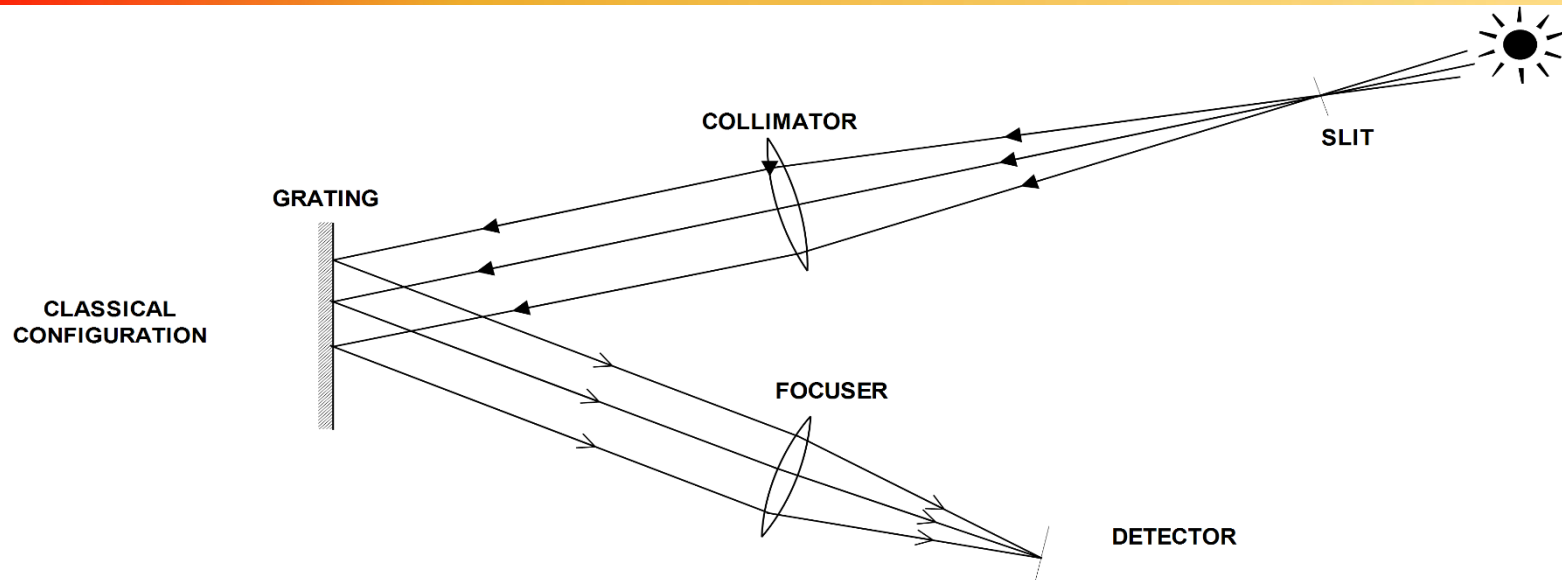 SLIT
COLLIMATOR
GRATING
CLASSICAL
CONFIGURATION
FOCUSER
DETECTOR